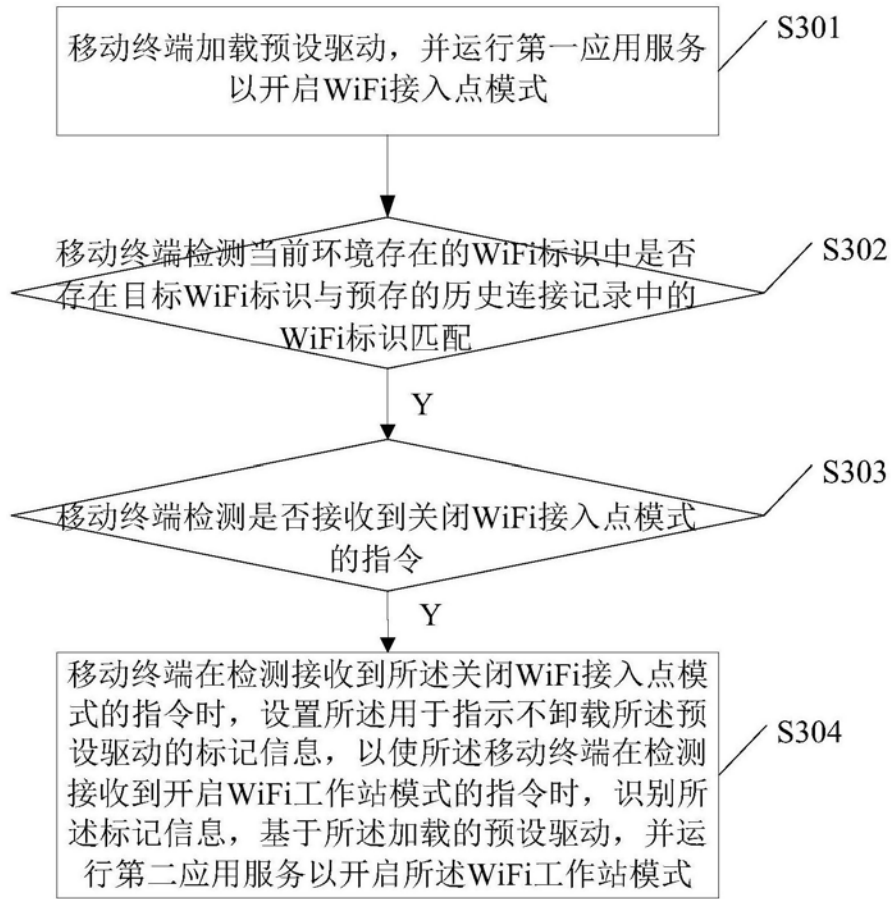 移动终端加载预设驱动，并运行第一应用服务
以开启WiFi接入点模式
S301
移动终端检测当前环境存在的WiFi标识中是否
存在目标WiFi标识与预存的历史连接记录中的
WiFi标识匹配
S302
Y
移动终端检测是否接收到关闭WiFi接入点模式
的指令
S303
Y
移动终端在检测接收到所述关闭WiFi接入点模
式的指令时，设置所述用于指示不卸载所述预
设驱动的标记信息，以使所述移动终端在检测
接收到开启WiFi工作站模式的指令时，识别所
述标记信息，基于所述加载的预设驱动，并运
行第二应用服务以开启所述WiFi工作站模式
S304